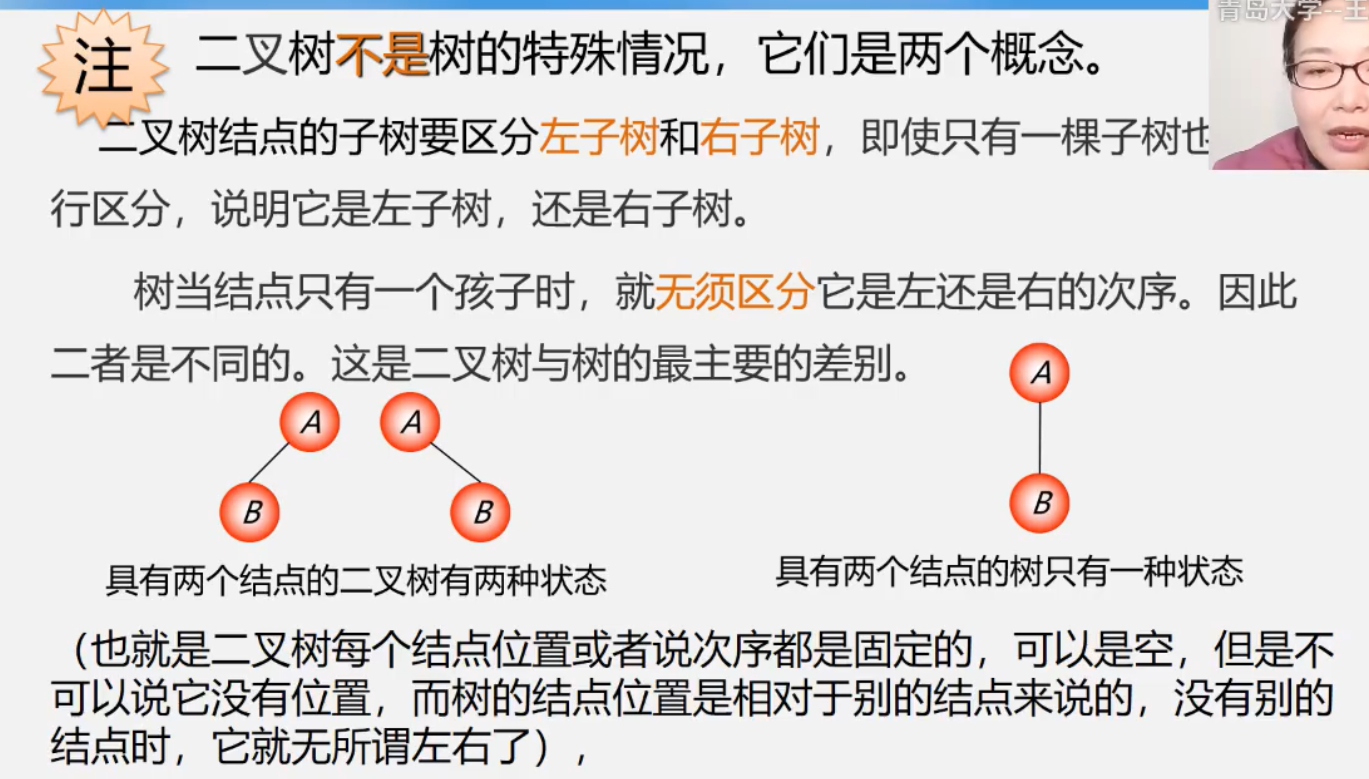 青岛大学--王
注
二叉树不是树的特殊情况，它们是两个概念。
二叉树结点的子树要区分左子树和右子树，即使只有一棵子树也
行区分，说明它是左子树，还是右子树。
树当结点只有一个孩子时，就无须区分它是左还是右的次序。因此
二者是不同的。这是二叉树与树的最主要的差别。
A
A
A
B
B
B
具有两个结点的二叉树有两种状态
具有两个结点的树只有一种状态
（也就是二叉树每个结点位置或者说次序都是固定的，可以是空，但是不
可以说它没有位置，而树的结点位置是相对于别的结点来说的，没有别的
结点时，它就无所谓左右了），